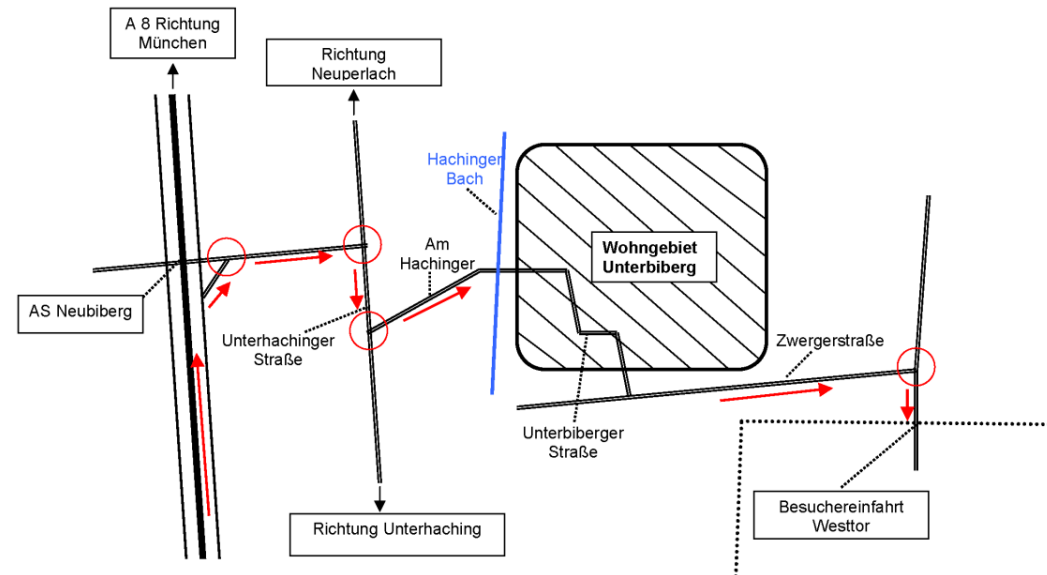 A 8 Richtung
München
Richtung
Neuperlach
Hachinger
Bach
Am
Hachinger
Wohngebiet
Unterbiberg
AS Neubiberg
Unterhachinger
Straße
Zwergerstraße
Unterbiberger
Straße
Richtung Unterhaching
Besuchereinfahrt
Westtor